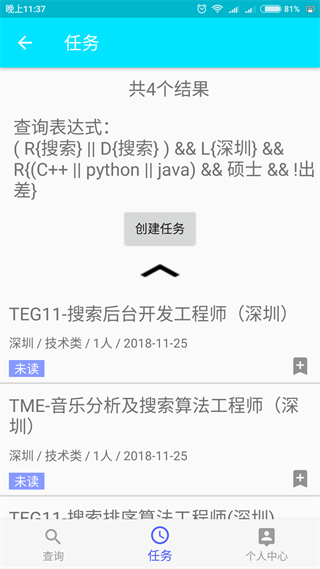 晚上11:37
81%
任务
共4个结果
查询表达式：
( R{搜索} || D{搜索} ) && L{深圳} &&
R{(C++ || python || java) && 硕士 && !出
差}
创建任务
TEG11-搜索后台开发工程师（深圳）
深圳 / 技术类 / 1人 / 2018-11-25
未读
TME-音乐分析及搜索算法工程师（深
圳）
深圳 / 技术类 / 1人 / 2018-11-25
未读
TEG11-搜索排序算法工程师(深圳)
查询
任务
个人中心